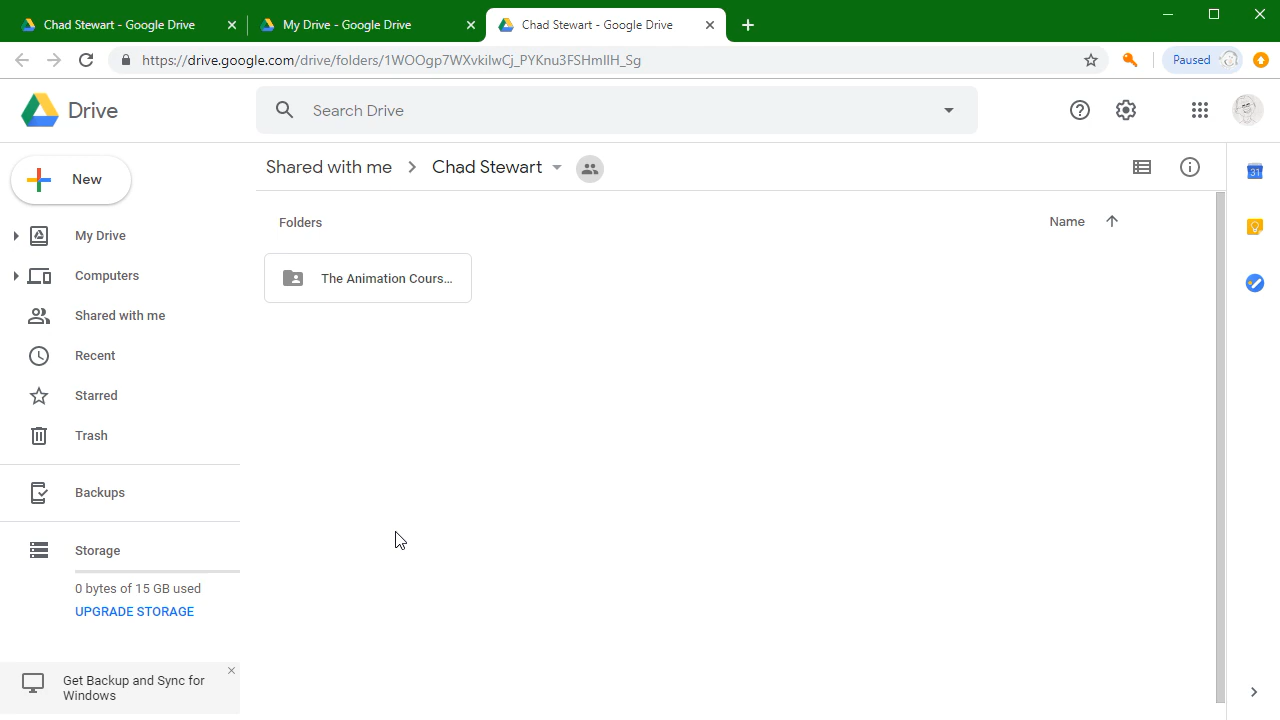 Chad Stewart - Google Drive
My Drive - Google Drive
Chad Stewart - Google Drive
https://drive.google.com/drive/folders/1WOOgp7WXvkiIwCj_PYKnu3FSHmIlH_Sg
Paused
Drive
Search Drive
New
Shared with me
Chad Stewart
Folders
Name
The Animation Cours...
My Drive
Computers
Shared with me
Recent
Starred
Trash
Backups
Storage
0 bytes of 15 GB used
UPGRADE STORAGE
Get Backup and Sync for
Windows
31